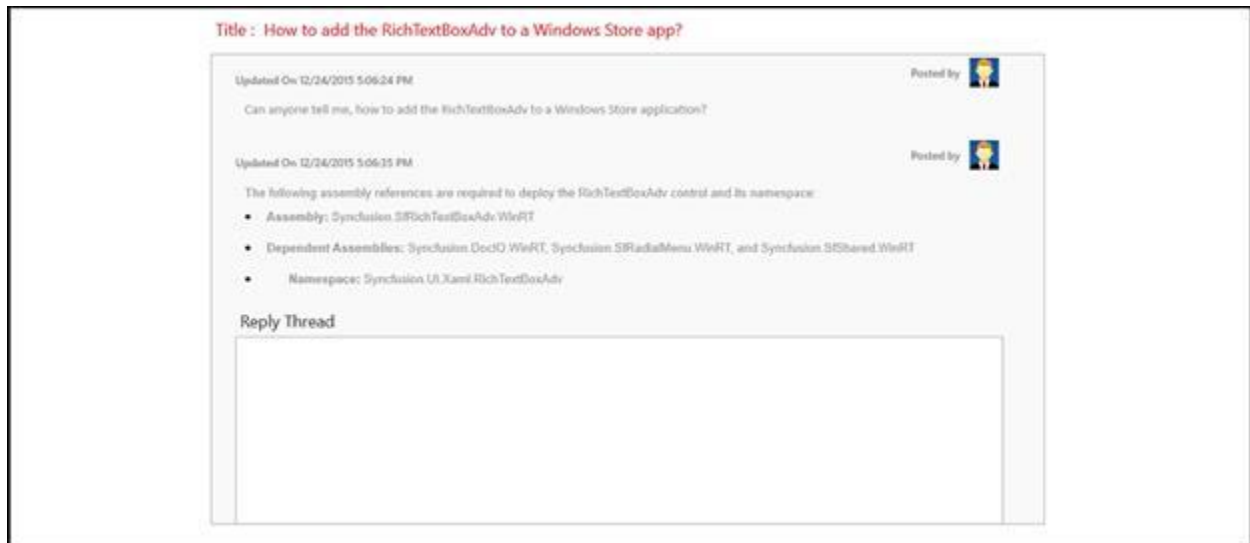 Title : How to add the RichTextBoxAdv to a Windows Store app?
Updated On 12/24/2015 5:06:24 PM
Posted by
Can anyone tell me, how to add the RichTextBoxAdv to a Windows Store application?
Updated On 12/24/2015 5:06:35 PM
Posted by
The following assembly references are required to deploy the RichTextBoxAdv control and its namespace:
• Assembly: Syncfusion.SfRichTextBoxAdv.WinRT
• Dependent Assemblies: Syncfusion.DocIO.WinRT, Syncfusion.SfRadialMenu.WinRT, and Syncfusion.SfShared.WinRT
• Namespace: Syncfusion.UI.Xaml.RichTextBoxAdv
Reply Thread